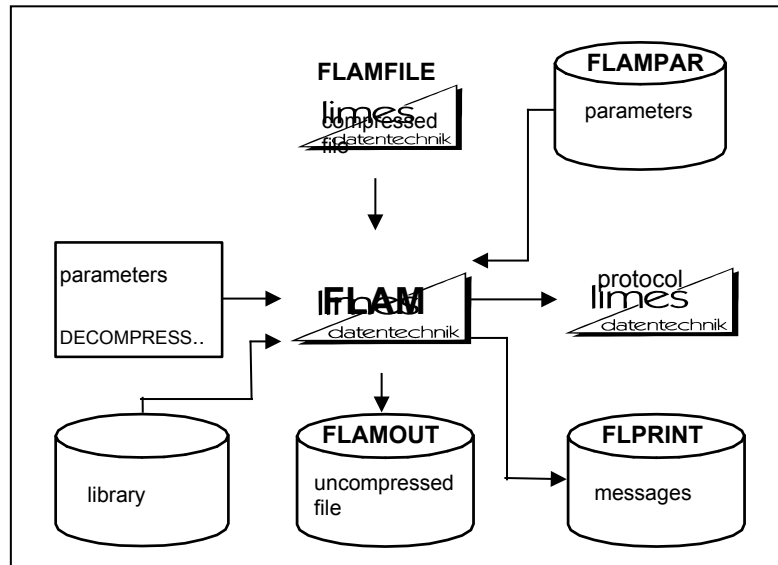 FLAMFILE
limes
compressed
file
datentechnik
FLAMPAR
parameters
parameters
DECOMPRESS..
FLAM
limes
datentechnik
protocol
limes
datentechnik
library
FLAMOUT
uncompressed
file
FLPRINT
messages